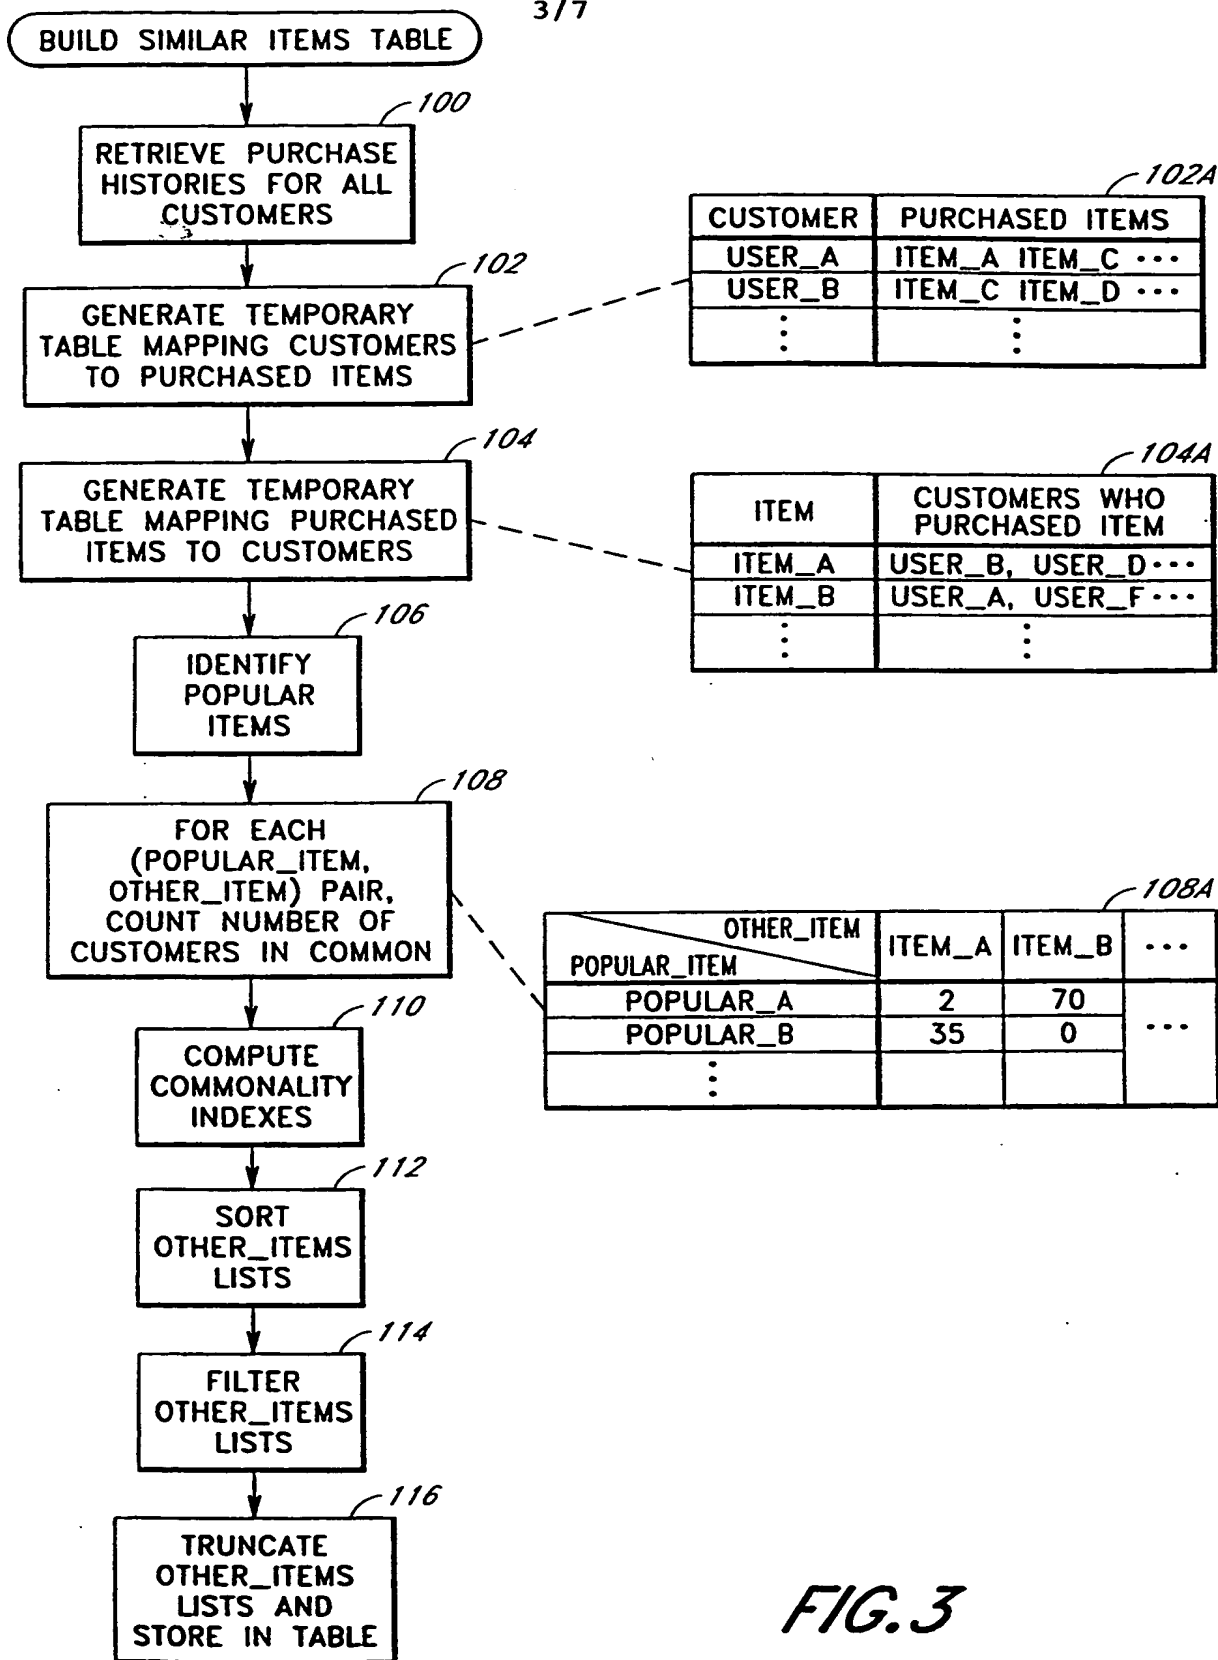 3/7
BUILD SIMILAR ITEMS TABLE
100
RETRIEVE PURCHASE
HISTORIES FOR ALL
CUSTOMERS
102
GENERATE TEMPORARY
TABLE MAPPING CUSTOMERS
TO PURCHASED ITEMS
102A
CUSTOMER PURCHASED ITEMS
USER_A ITEM_A ITEM_C ···
USER_B ITEM_C ITEM_D ···
104
GENERATE TEMPORARY
TABLE MAPPING PURCHASED
ITEMS TO CUSTOMERS
104A
ITEM CUSTOMERS WHO
PURCHASED ITEM
ITEM_A USER_B, USER_D···
ITEM_B USER_A, USER_F···
106
IDENTIFY
POPULAR
ITEMS
108
FOR EACH
(POPULAR_ITEM,
OTHER_ITEM) PAIR,
COUNT NUMBER OF
CUSTOMERS IN COMMON
108A
OTHER_ITEM ITEM_A ITEM_B ···
POPULAR_ITEM
POPULAR_A 2 70
POPULAR_B 35 0 ···
110
COMPUTE
COMMONALITY
INDEXES
112
SORT
OTHER_ITEMS
LISTS
114
FILTER
OTHER_ITEMS
LISTS
116
TRUNCATE
OTHER_ITEMS
LISTS AND
STORE IN TABLE
FIG. 3